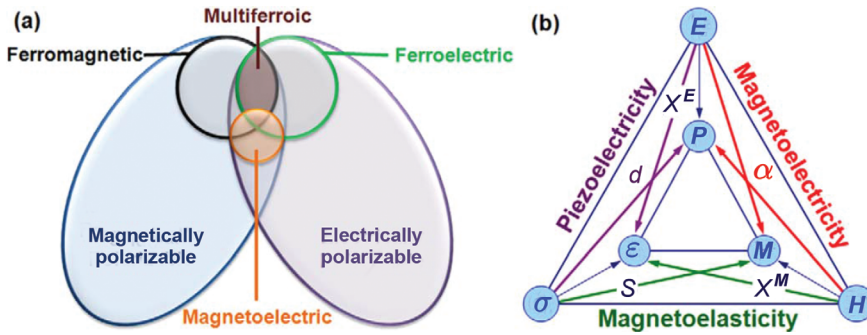 (a)
Multiferroic
Ferromagnetic
Ferroelectric
Magnetically
polarizable
Electrically
polarizable
Magnetoelectric
(b)
E
Piezoelectricity
Magnetoelectricity
X^E
P
d
α
ε
M
σ
S
X^M
H
Magnetoelasticity